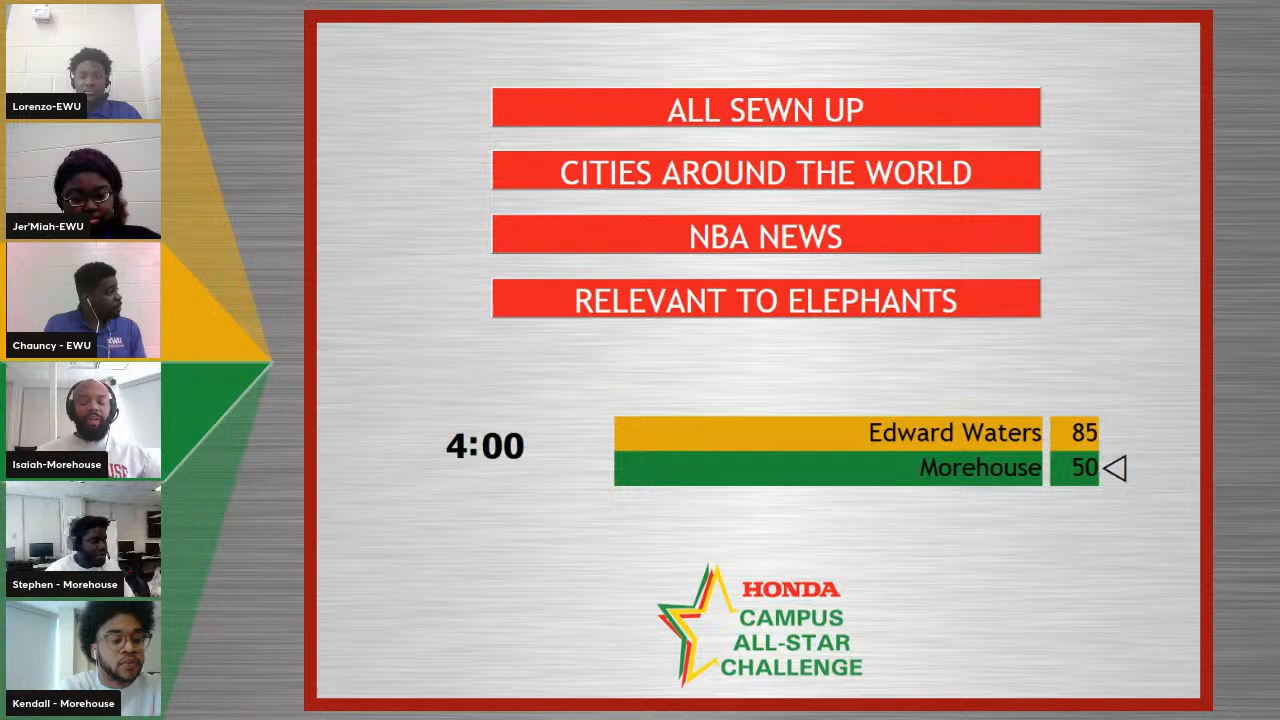 Lorenzo-EWU
Jer'Miah-EWU
Chauncy - EWU
Isaiah-Morehouse
Stephen - Morehouse
Kendall - Morehouse
ALL SEWN UP
CITIES AROUND THE WORLD
NBA NEWS
RELEVANT TO ELEPHANTS
4:00
Edward Waters 85
Morehouse 50
HONDA
CAMPUS
ALL-STAR
CHALLENGE